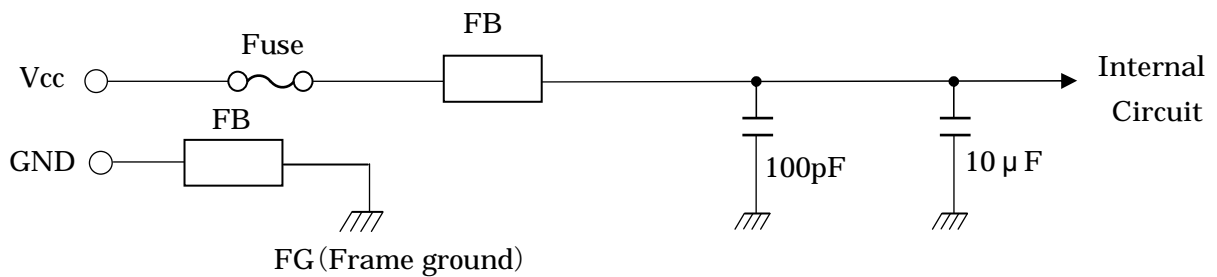 FB
Fuse
Vcc
Internal
Circuit
FB
GND
100pF
10μF
FG(Frame ground)